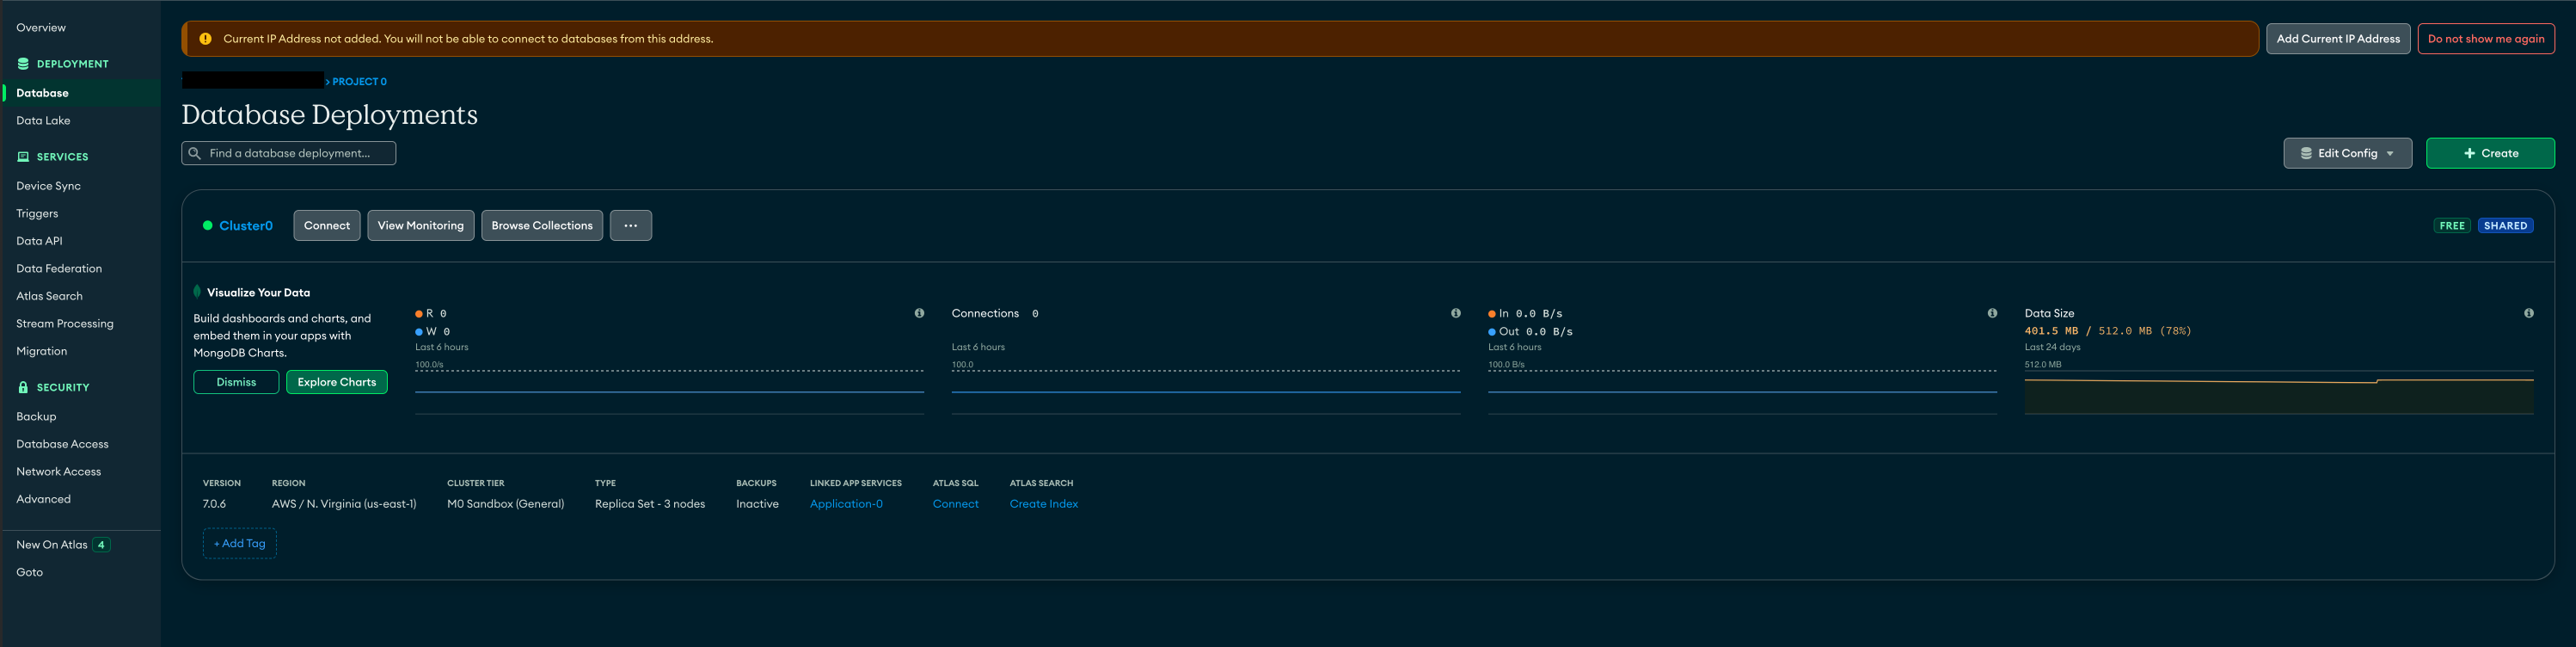 Overview
DEPLOYMENT
Database
Data Lake
SERVICES
Device Sync
Triggers
Data API
Data Federation
Atlas Search
Stream Processing
Migration
SECURITY
Backup
Database Access
Network Access
Advanced
New On Atlas 4
Goto
Current IP Address not added. You will not be able to connect to databases from this address.
Add Current IP Address
Do not show me again
> PROJECT 0
Database Deployments
Find a database deployment...
Edit Config
+ Create
Cluster0
Connect
View Monitoring
Browse Collections
...
FREE
SHARED
Visualize Your Data
Build dashboards and charts, and
embed them in your apps with
MongoDB Charts.
Dismiss
Explore Charts
R 0
W 0
Last 6 hours
100.0/s
Connections 0
Last 6 hours
100.0
In 0.0 B/s
Out 0.0 B/s
Last 6 hours
100.0 B/s
Data Size
401.5 MB / 512.0 MB (78%)
Last 24 days
512.0 MB
VERSION
7.0.6
REGION
AWS / N. Virginia (us-east-1)
CLUSTER TIER
M0 Sandbox (General)
TYPE
Replica Set - 3 nodes
BACKUPS
Inactive
LINKED APP SERVICES
Application-0
ATLAS SQL
Connect
ATLAS SEARCH
Create Index
+ Add Tag